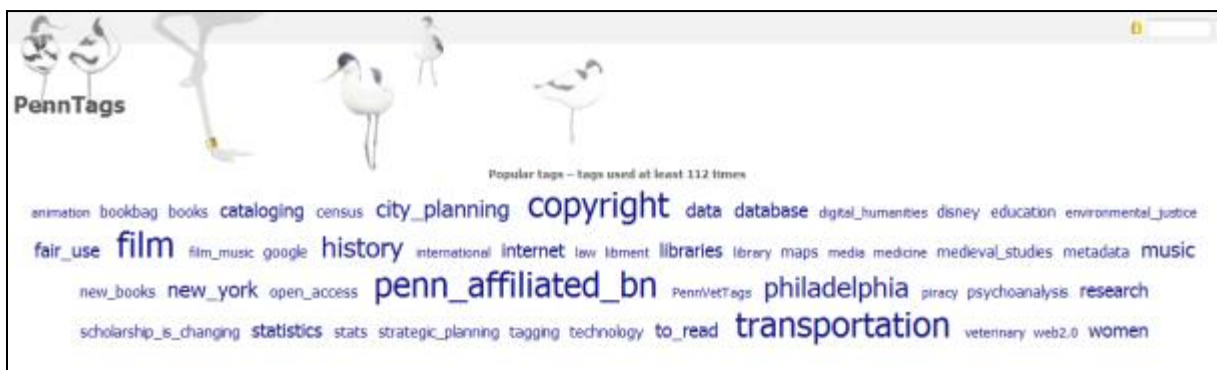 PennTags
Popular tags – tags used at least 112 times
animation bookbag books cataloging census city_planning copyright data database digital_humanities disney education environmental_justice
fair_use film film_music google history international internet law libment libraries library maps media medicine medieval_studies metadata music
new_books new_york open_access penn_affiliated_bn PennVetTags philadelphia piracy psychoanalysis research
scholarship_is_changing statistics stats strategic_planning tagging technology to_read transportation veterinary web2.0 women